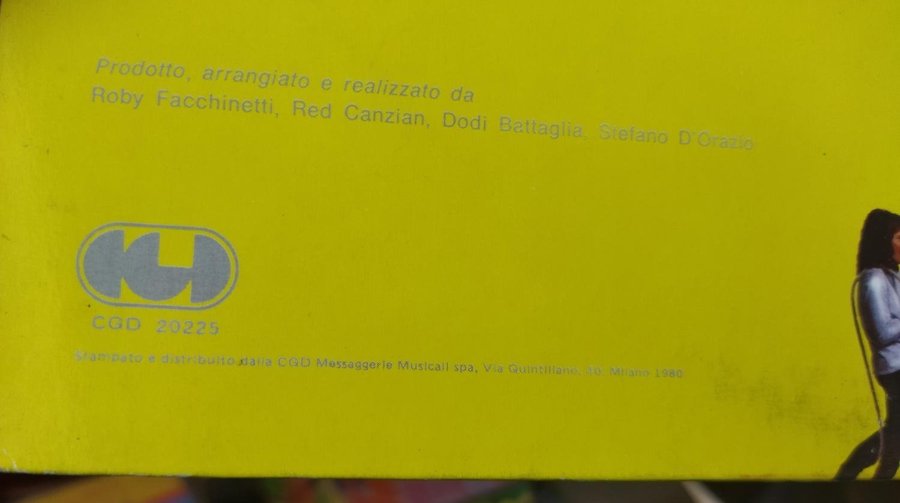 Prodotto, arrangiato e realizzato da
Roby Facchinetti, Red Canzian, Dodi Battaglia, Stefano D'Orazio
CGD
CGD 20225
Stampato e distribuito dalla CGD Messaggerie Musicali spa, Via Quintiliano, 40 Milano 1980